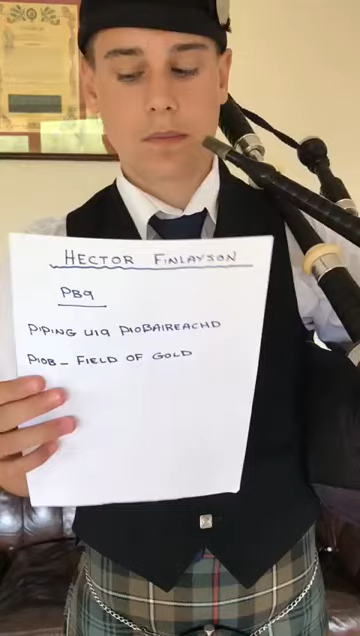 HECTOR FINLAYSON
PB9
PIPING U19 PIOBAIREACHD
PIOB - FIELD OF GOLD